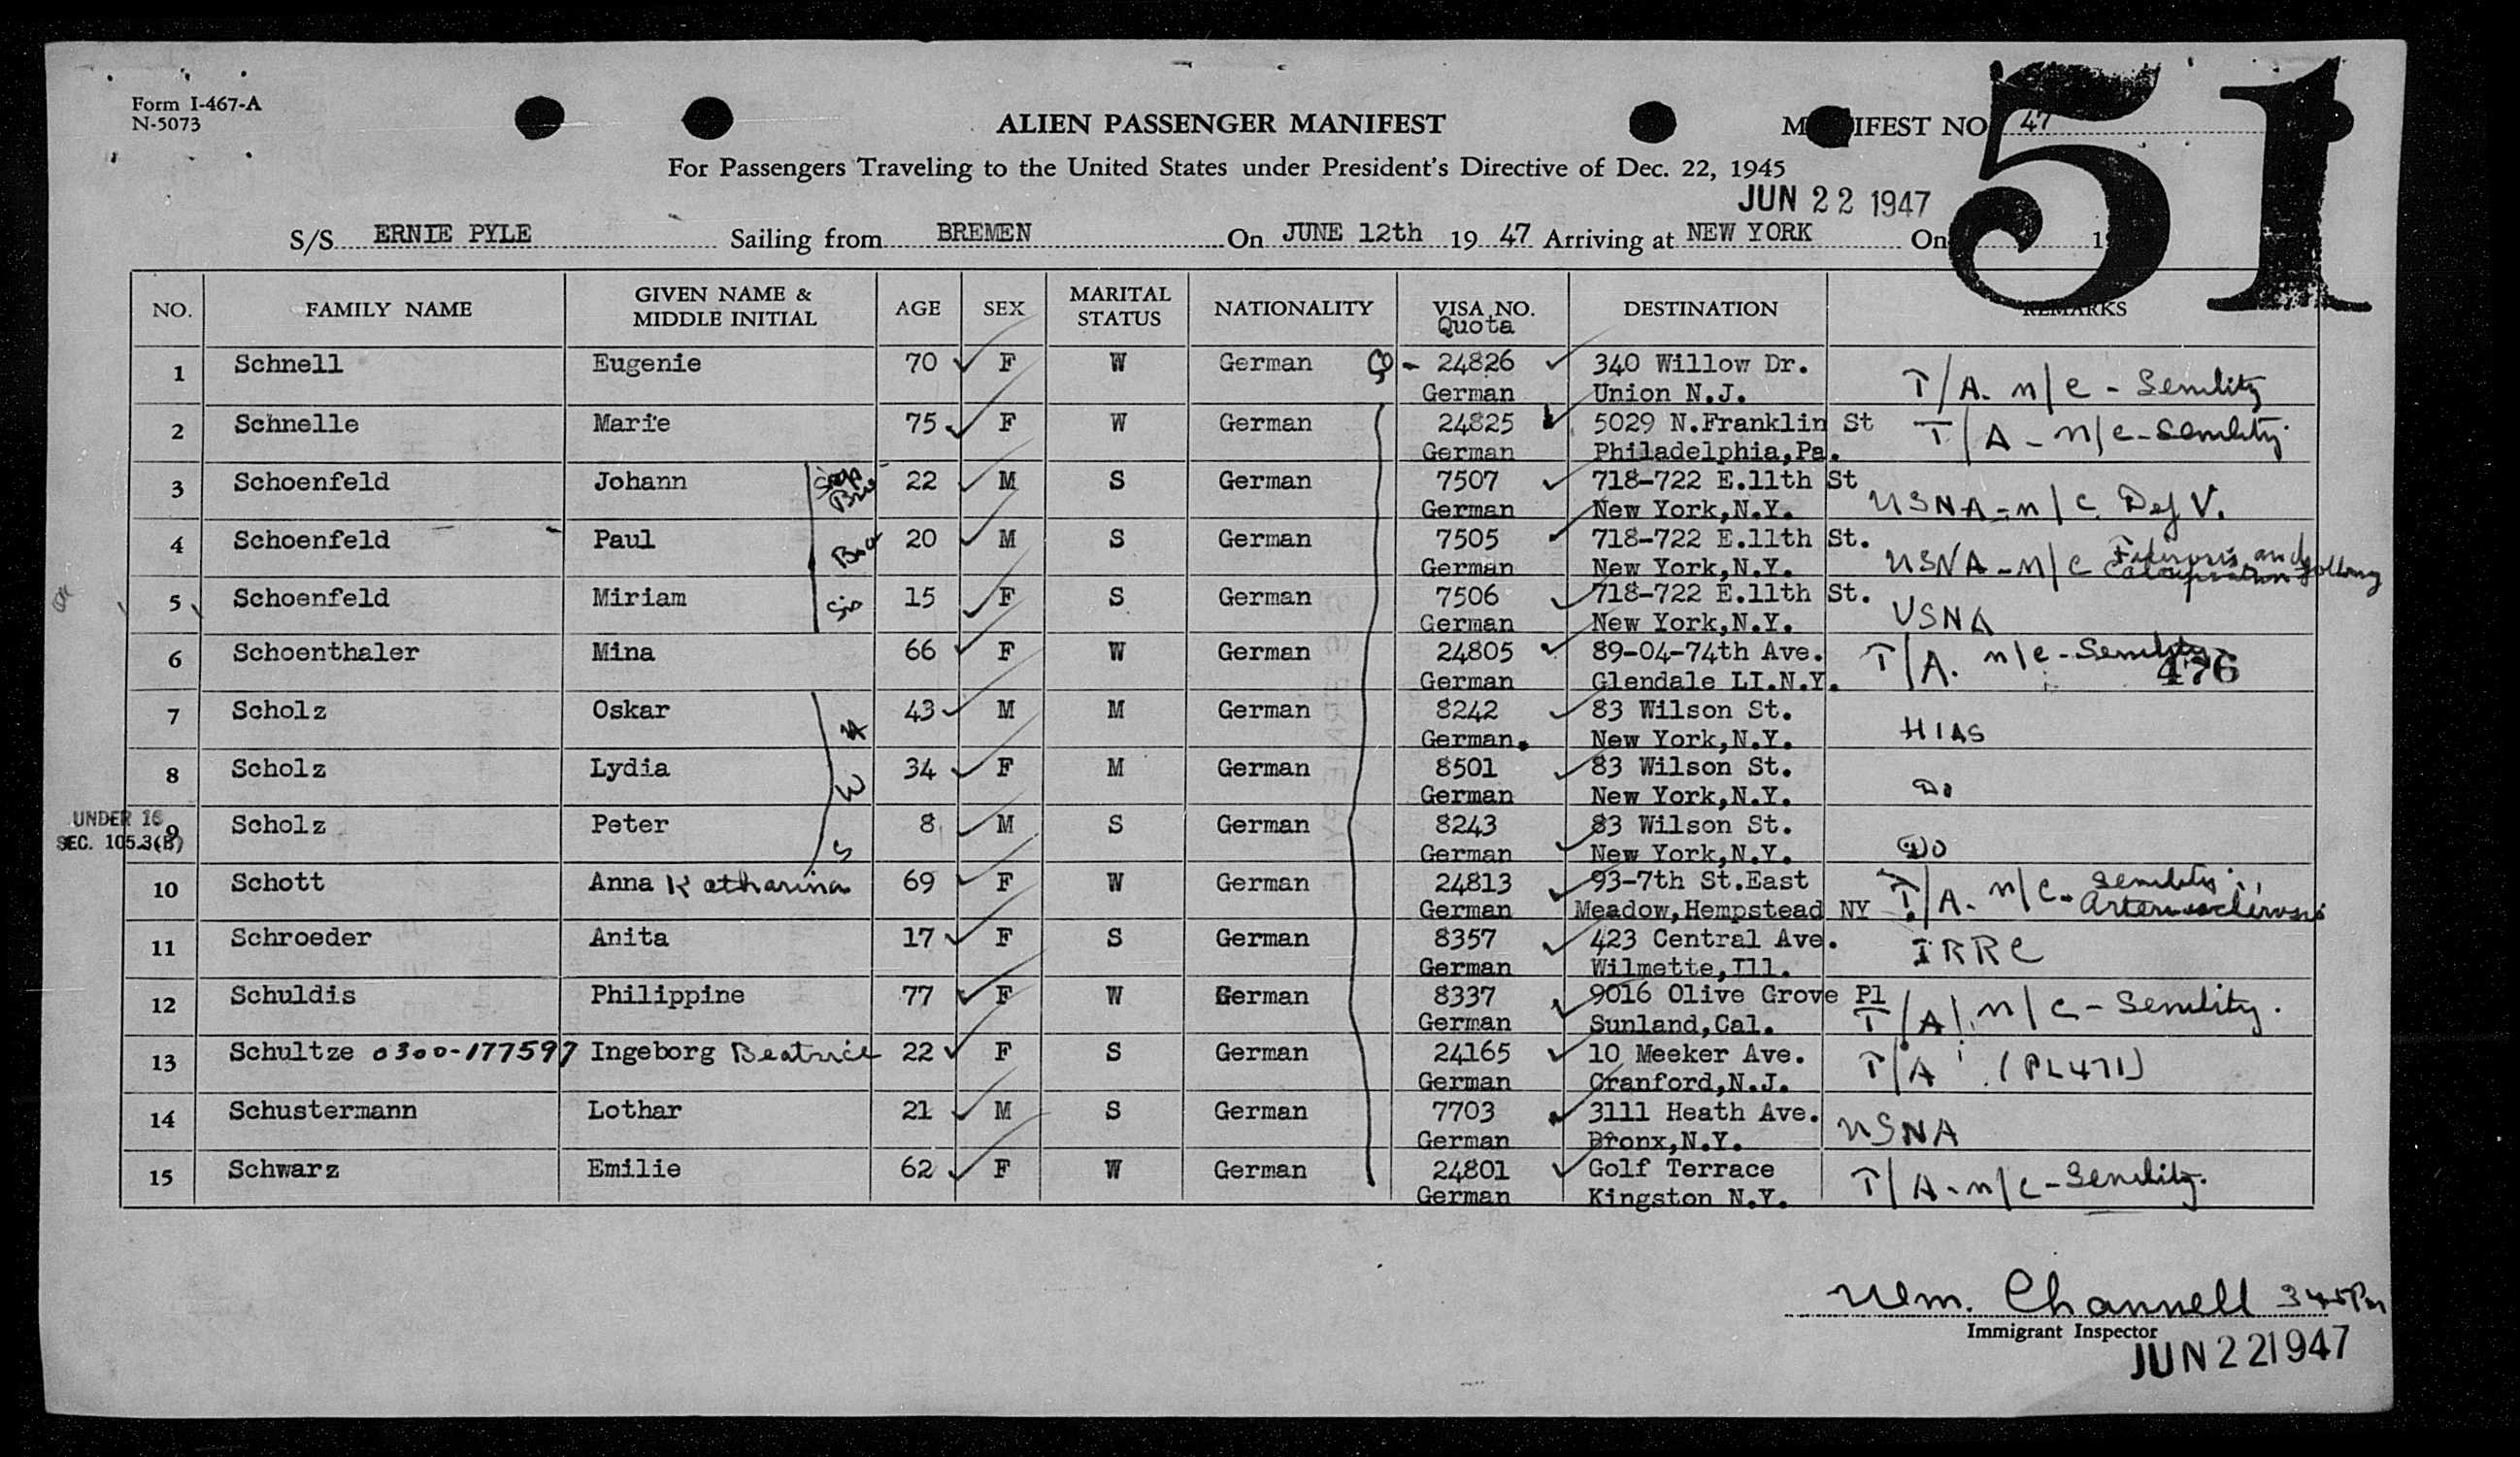 Form I-467-A
N-5073
ALIEN PASSENGER MANIFEST
M IFEST NO. 47
51
For Passengers Traveling to the United States under President's Directive of Dec. 22, 1945
JUN 22 1947
S/S ERNIE PYLE Sailing from BREMEN On JUNE 12th 19 47 Arriving at NEW YORK On 1
NO. FAMILY NAME GIVEN NAME & MIDDLE INITIAL AGE SEX MARITAL STATUS NATIONALITY VISA NO. Quota DESTINATION REMARKS
1 Schnell Eugenie 70 F W German 24826 340 Willow Dr.
German Union N.J. T/A. n/c - Senility
2 Schnelle Marie 75 F W German 24825 5029 N.Franklin St T/A - n/c - Senility
German Philadelphia,Pa.
3 Schoenfeld Johann Step Bro 22 M S German 7507 718-722 E.11th St
German New York,N.Y. USNA - n/c Def V.
4 Schoenfeld Paul Bro 20 M S German 7505 718-722 E.11th St.
German New York,N.Y. USNA - n/c Fibrosis and
5 Schoenfeld Miriam Sis 15 F S German 7506 718-722 E.11th St.
German New York,N.Y. USNA
6 Schoenthaler Mina 66 F W German 24805 89-04-74th Ave. T/A. n/c - Senility
German Glendale LI.N.Y. 476
7 Scholz Oskar H 43 M M German 8242 83 Wilson St.
German. New York,N.Y. HIAS
8 Scholz Lydia W 34 F M German 8501 83 Wilson St.
German New York,N.Y. Do
UNDER 16
SEC. 105.3(B)
9 Scholz Peter S 8 M S German 8243 83 Wilson St.
German New York,N.Y. Do
10 Schott Anna Katharina 69 F W German 24813 93-7th St.East
German Meadow,Hempstead NY T/A. n/c - Senility, Arteriosclerosis
11 Schroeder Anita 17 F S German 8357 423 Central Ave.
German Wilmette,Ill. IRRC
12 Schuldis Philippine 77 F W German 8337 9016 Olive Grove Pl
German Sunland,Cal. T/A. n/c - Senility.
13 Schultze 0300-177597 Ingeborg Beatrice 22 F S German 24165 10 Meeker Ave.
German Cranford,N.J. T/A (PL471)
14 Schustermann Lothar 21 M S German 7703 3111 Heath Ave.
German Bronx,N.Y. USNA
15 Schwarz Emilie 62 F W German 24801 Golf Terrace
German Kingston N.Y. T/A - n/c - Senility.
Wm. Channell 345Pm
Immigrant Inspector
JUN 22 1947